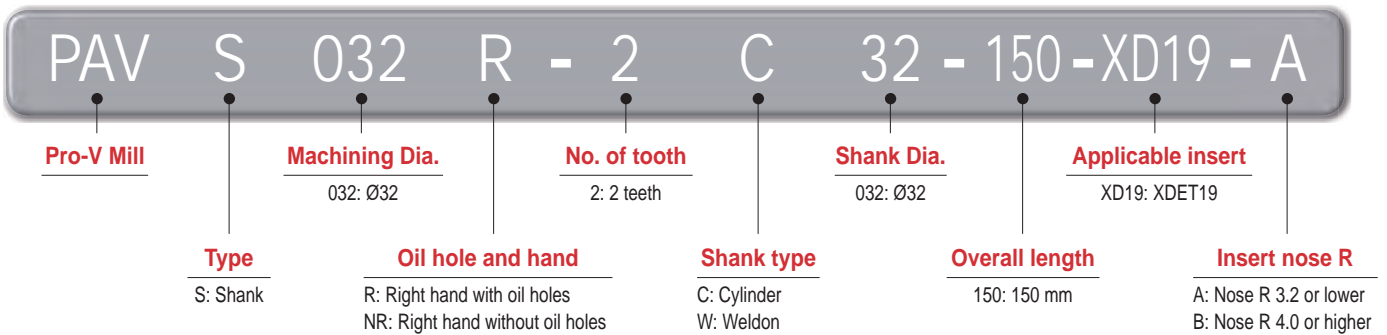 PAV S 032 R - 2 C 32 - 150 - XD19 - A
Pro-V Mill
Machining Dia.
032: Ø32
No. of tooth
2: 2 teeth
Shank Dia.
032: Ø32
Applicable insert
XD19: XDET19
Type
S: Shank
Oil hole and hand
R: Right hand with oil holes
NR: Right hand without oil holes
Shank type
C: Cylinder
W: Weldon
Overall length
150: 150 mm
Insert nose R
A: Nose R 3.2 or lower
B: Nose R 4.0 or higher